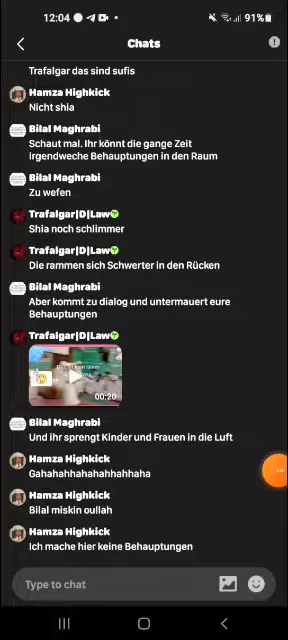 12:04
91%
Chats
Trafalgar das sind sufis
Hamza Highkick
Nicht shia
Bilal Maghrabi
Schaut mal. Ihr könnt die gange Zeit
irgendweche Behauptungen in den Raum
Bilal Maghrabi
Zu wefen
Trafalgar|D|Law
Shia noch schlimmer
Trafalgar|D|Law
Die rammen sich Schwerter in den Rücken
Bilal Maghrabi
Aber kommt zu dialog und untermauert eure
Behauptungen
Trafalgar|D|Law
00:20
Bilal Maghrabi
Und ihr sprengt Kinder und Frauen in die Luft
Hamza Highkick
Gahahahhahahahhahhaha
Hamza Highkick
Bilal miskin oullah
Hamza Highkick
Ich mache hier keine Behauptungen
Type to chat